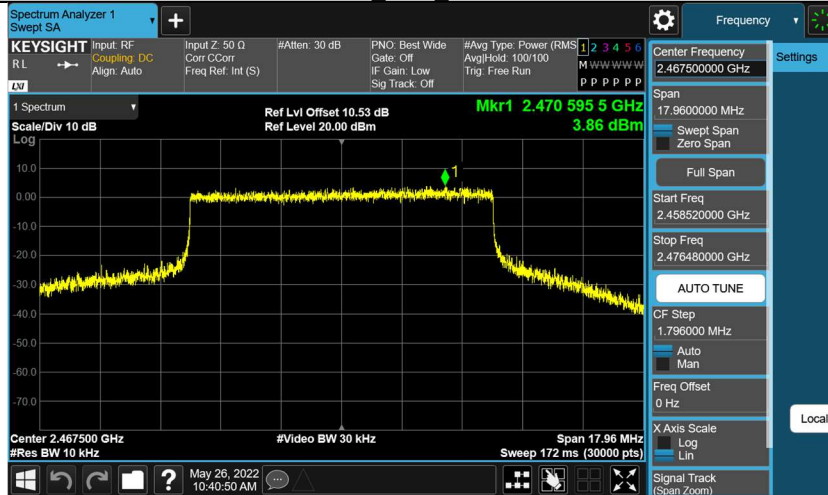 Spectrum Analyzer 1
Swept SA
+
Frequency
KEYSIGHT
RL
LXI
Input: RF
Coupling: DC
Align: Auto
Input Z: 50 Ω
Corr CCorr
Freq Ref: Int (S)
#Atten: 30 dB
PNO: Best Wide
Gate: Off
IF Gain: Low
Sig Track: Off
#Avg Type: Power (RMS
Avg|Hold: 100/100
Trig: Free Run
1 2 3 4 5 6
M W W W W W
P P P P P P
1 Spectrum
Scale/Div 10 dB
Log
Ref Lvl Offset 10.53 dB
Ref Level 20.00 dBm
Mkr1 2.470 595 5 GHz
3.86 dBm
1
10.0
0.00
-10.0
-20.0
-30.0
-40.0
-50.0
-60.0
-70.0
Center 2.467500 GHz
#Res BW 10 kHz
#Video BW 30 kHz
Span 17.96 MHz
Sweep 172 ms (30000 pts)
?
May 26, 2022
10:40:50 AM
Center Frequency
2.467500000 GHz
Span
17.9600000 MHz
Swept Span
Zero Span
Full Span
Start Freq
2.458520000 GHz
Stop Freq
2.476480000 GHz
AUTO TUNE
CF Step
1.796000 MHz
Auto
Man
Freq Offset
0 Hz
X Axis Scale
Log
Lin
Signal Track
(Span Zoom)
Settings
Local